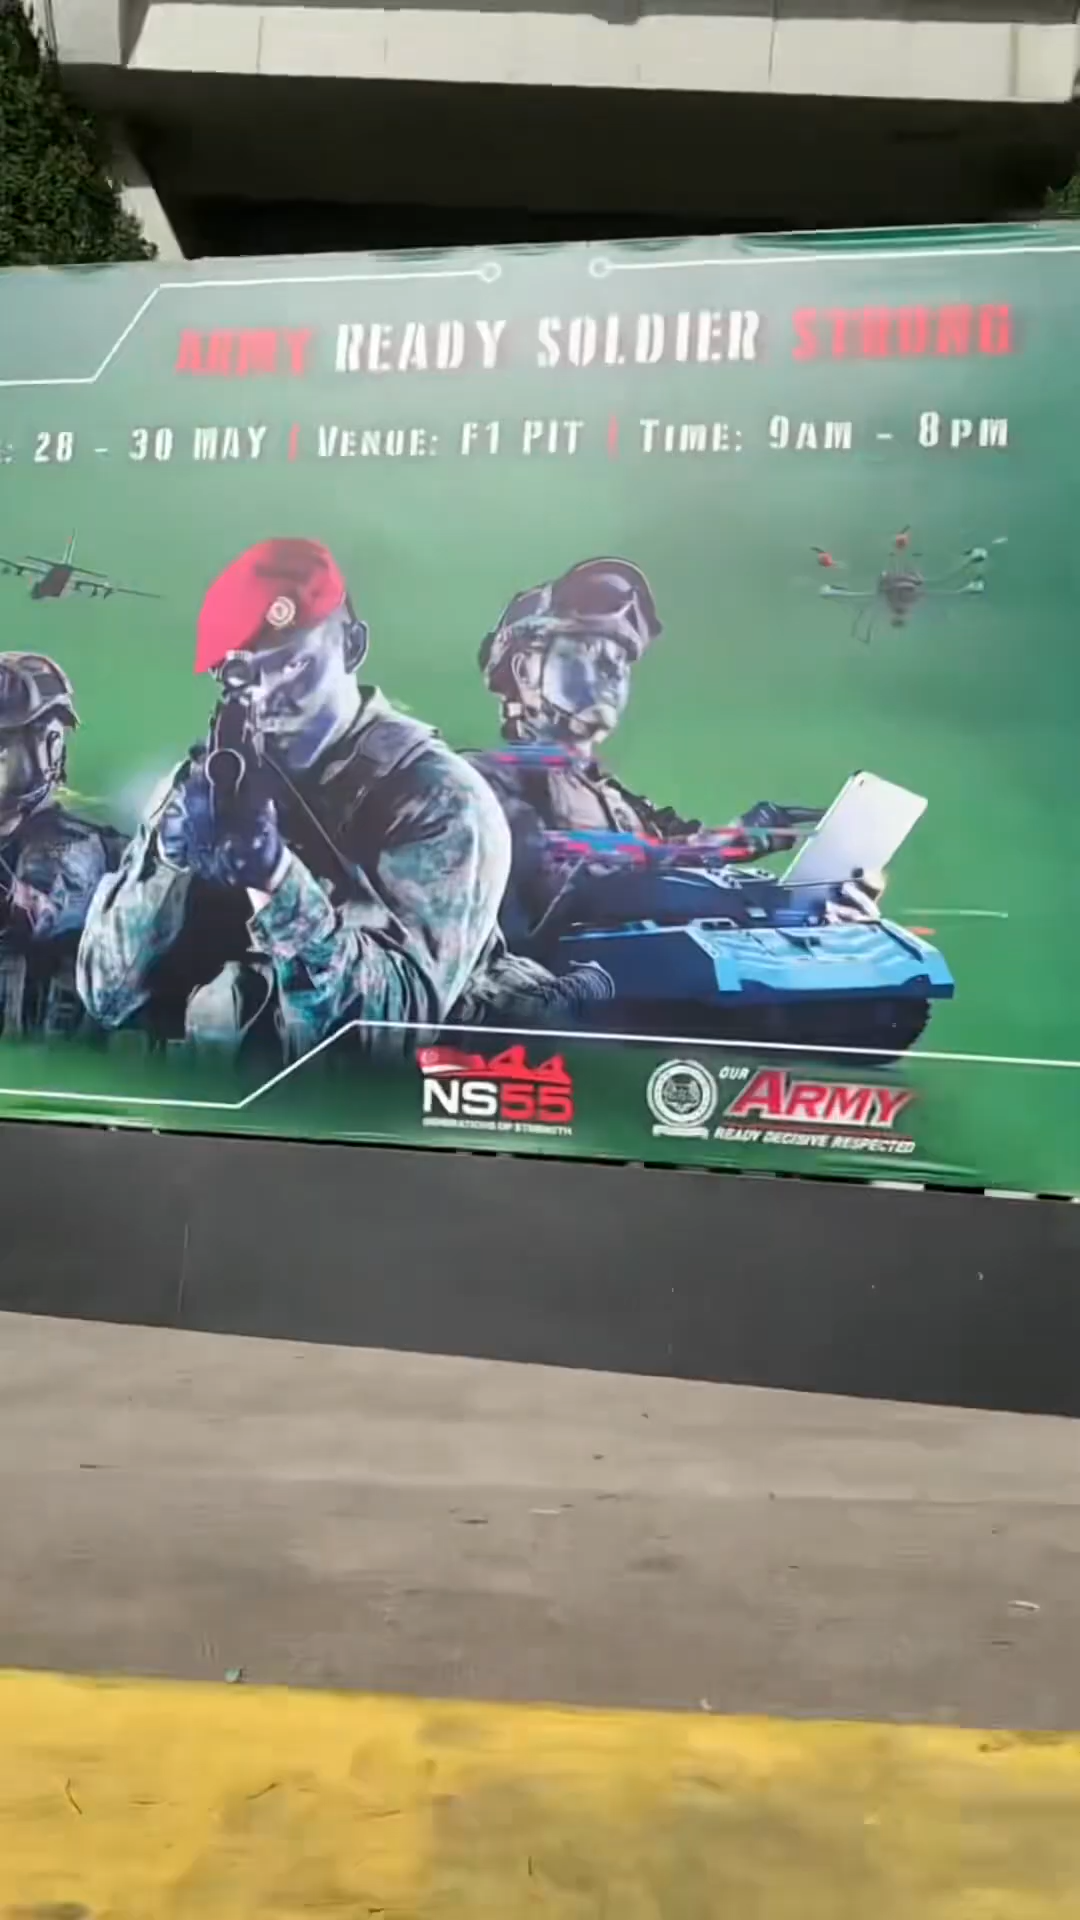 ARMY READY SOLDIER STRONG
: 28 - 30 MAY | VENUE: F1 PIT | TIME: 9AM - 8PM
NS55
GENERATIONS OF STRENGTH
OUR ARMY
READY DECISIVE RESPECTED